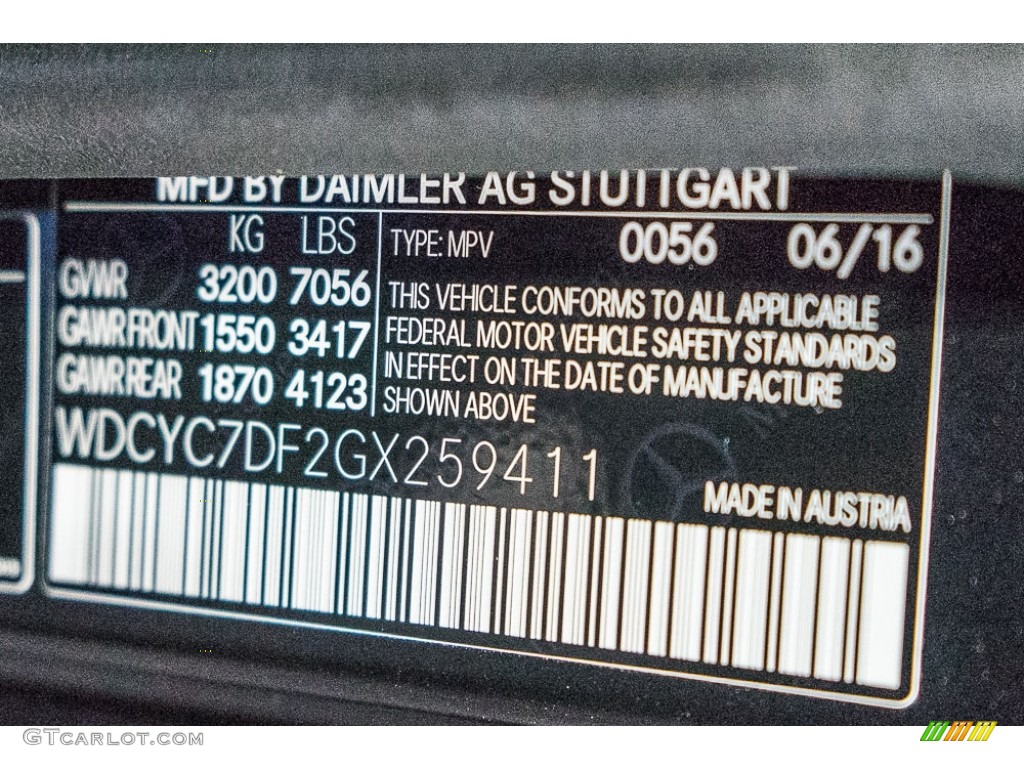 MFD BY DAIMLER AG STUTTGART
KG LBS
GVWR 3200 7056
GAWR FRONT 1550 3417
GAWR REAR 1870 4123
TYPE: MPV 0056 06/16
THIS VEHICLE CONFORMS TO ALL APPLICABLE
FEDERAL MOTOR VEHICLE SAFETY STANDARDS
IN EFFECT ON THE DATE OF MANUFACTURE
SHOWN ABOVE
WDCYC7DF2GX259411
MADE IN AUSTRIA
GTcarlot.com